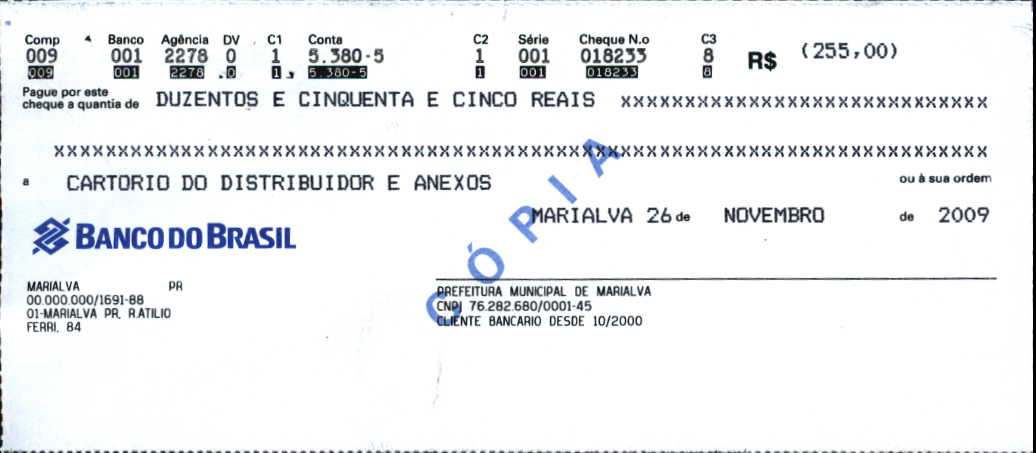 Comp Banco Agência DV C1 Conta C2 Série Cheque N.o C3
009 001 2278 0 1 5.380-5 1 001 018233 8 R$ (255,00)
009 001 2278 .0 1. 5.380-5 1 001 018233 8
Pague por este
cheque a quantia de DUZENTOS E CINQUENTA E CINCO REAIS xxxxxxxxxxxxxxxxxxxxxxxxxxxxx
xxxxxxxxxxxxxxxxxxxxxxxxxxxxxxxxxxxxxxxxxxxxxxxxxxxxxxxxxxxxxxxxxxxxxxxxx
a CARTORIO DO DISTRIBUIDOR E ANEXOS ou à sua ordem
MARIALVA 26 de NOVEMBRO de 2009
BANCO DO BRASIL
CÓPIA
MARIALVA PR
00.000.000/1691-88
01-MARIALVA PR, R.ATILIO
FERRI, 84
PREFEITURA MUNICIPAL DE MARIALVA
CNPJ 76.282.680/0001-45
CLIENTE BANCARIO DESDE 10/2000